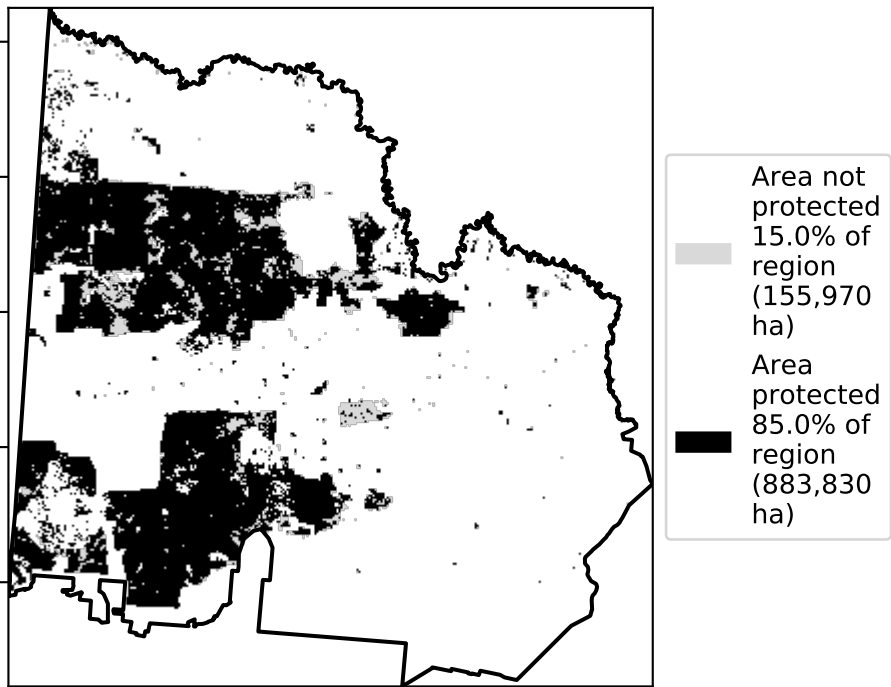 Area not
protected
15.0% of
region
(155,970
ha)
Area
protected
85.0% of
region
(883,830
ha)